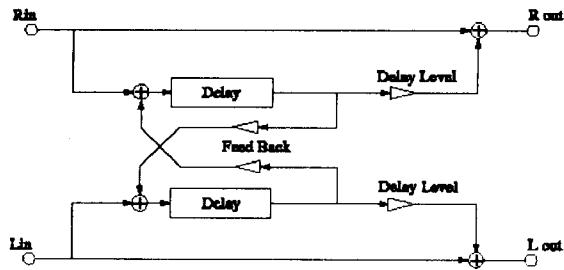 Rin
R out
Delay Level
Delay
Feed Back
Delay Level
Delay
Lin
L out